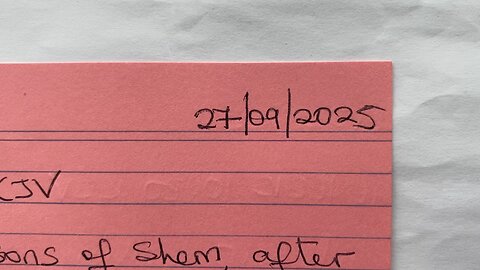 27/09/2025
KJV
sons of Shem, after